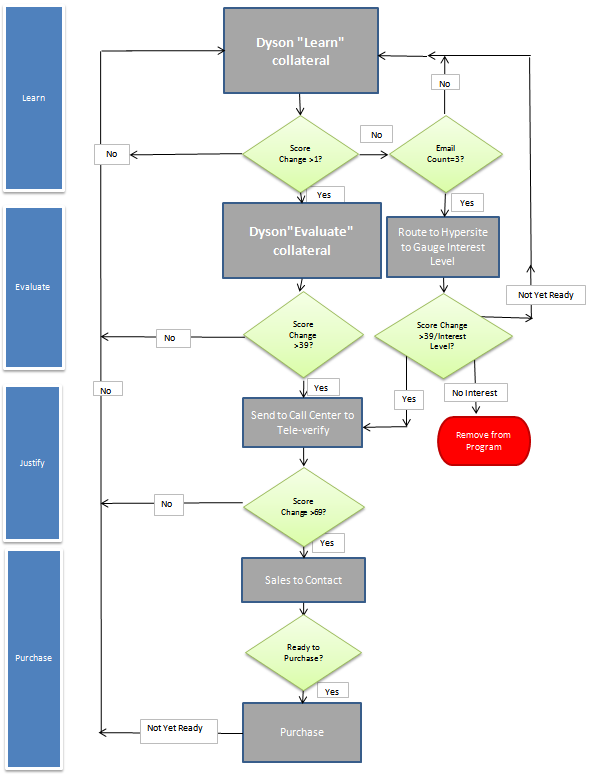 Dyson "Learn"
collateral
Learn
No
Score
Change >1?
No
Email
Count=3?
No
Yes
Yes
Dyson"Evaluate"
collateral
Route to Hypersite
to Gauge Interest
Level
Evaluate
Not Yet Ready
Score
Change
>39?
No
Score Change
>39/Interest
Level?
Yes
No
Yes
No Interest
Send to Call Center to
Tele-verify
Remove from
Program
Justify
Score
Change >69?
No
Yes
Sales to Contact
Ready to
Purchase?
Purchase
Yes
Not Yet Ready
Purchase